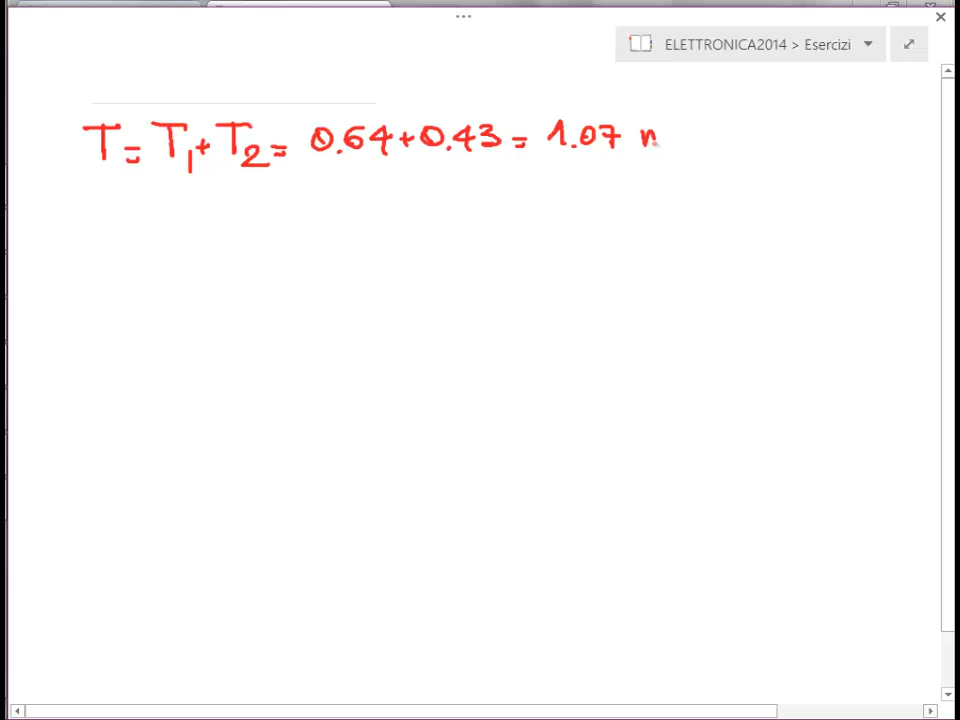 ELETTRONICA2014 > Esercizi
T = T1 + T2 = 0.64+0.43 = 1.07